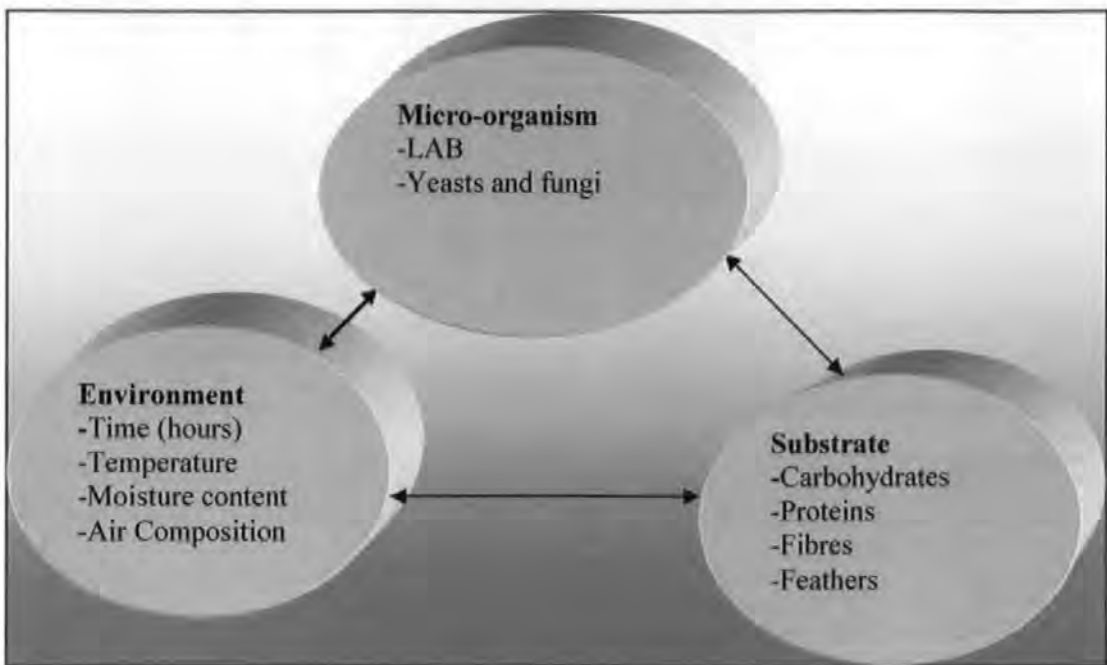 Micro-organism
-LAB
-Yeasts and fungi
Environment
-Time (hours)
-Temperature
-Moisture content
-Air Composition
Substrate
-Carbohydrates
-Proteins
-Fibres
-Feathers